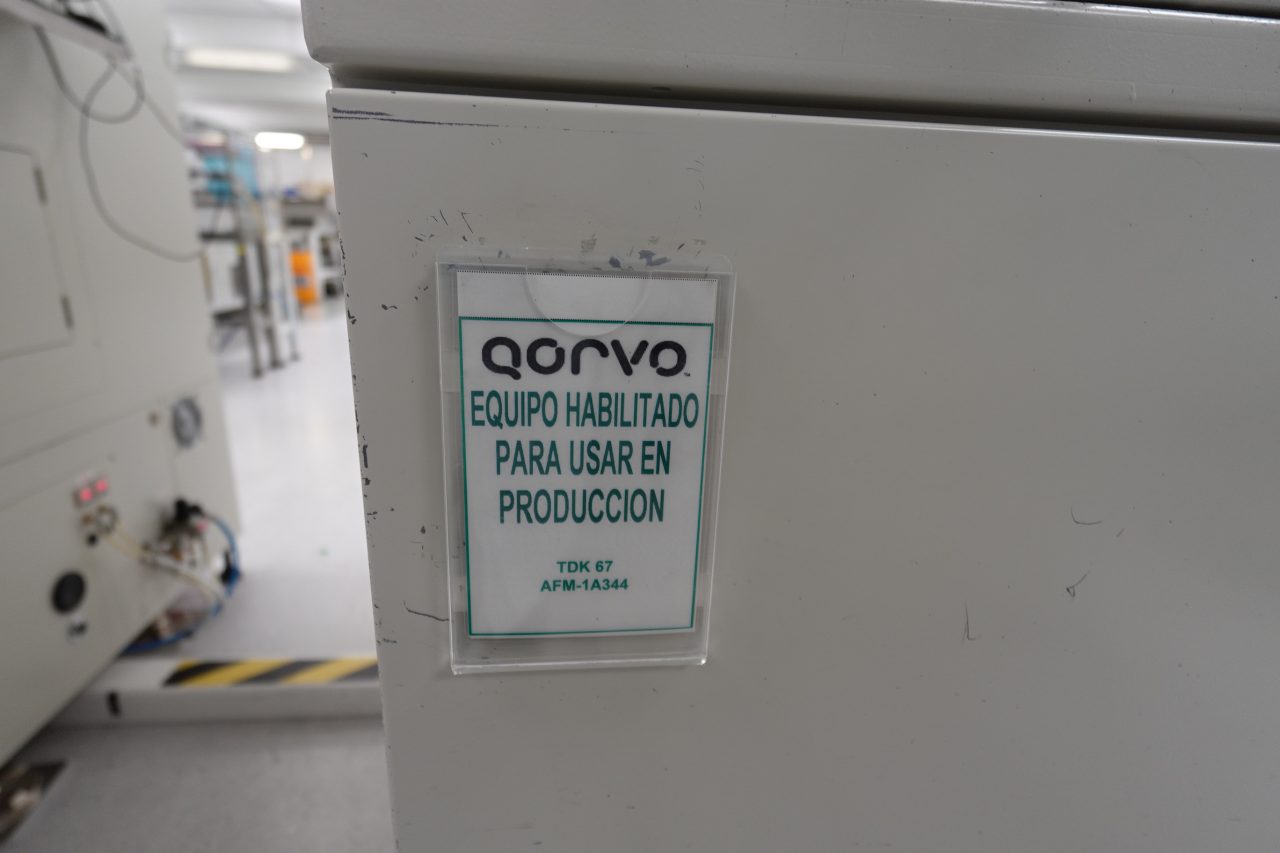 QORVO
EQUIPO HABILITADO
PARA USAR EN
PRODUCCION
TDK 67
AFM-1A344